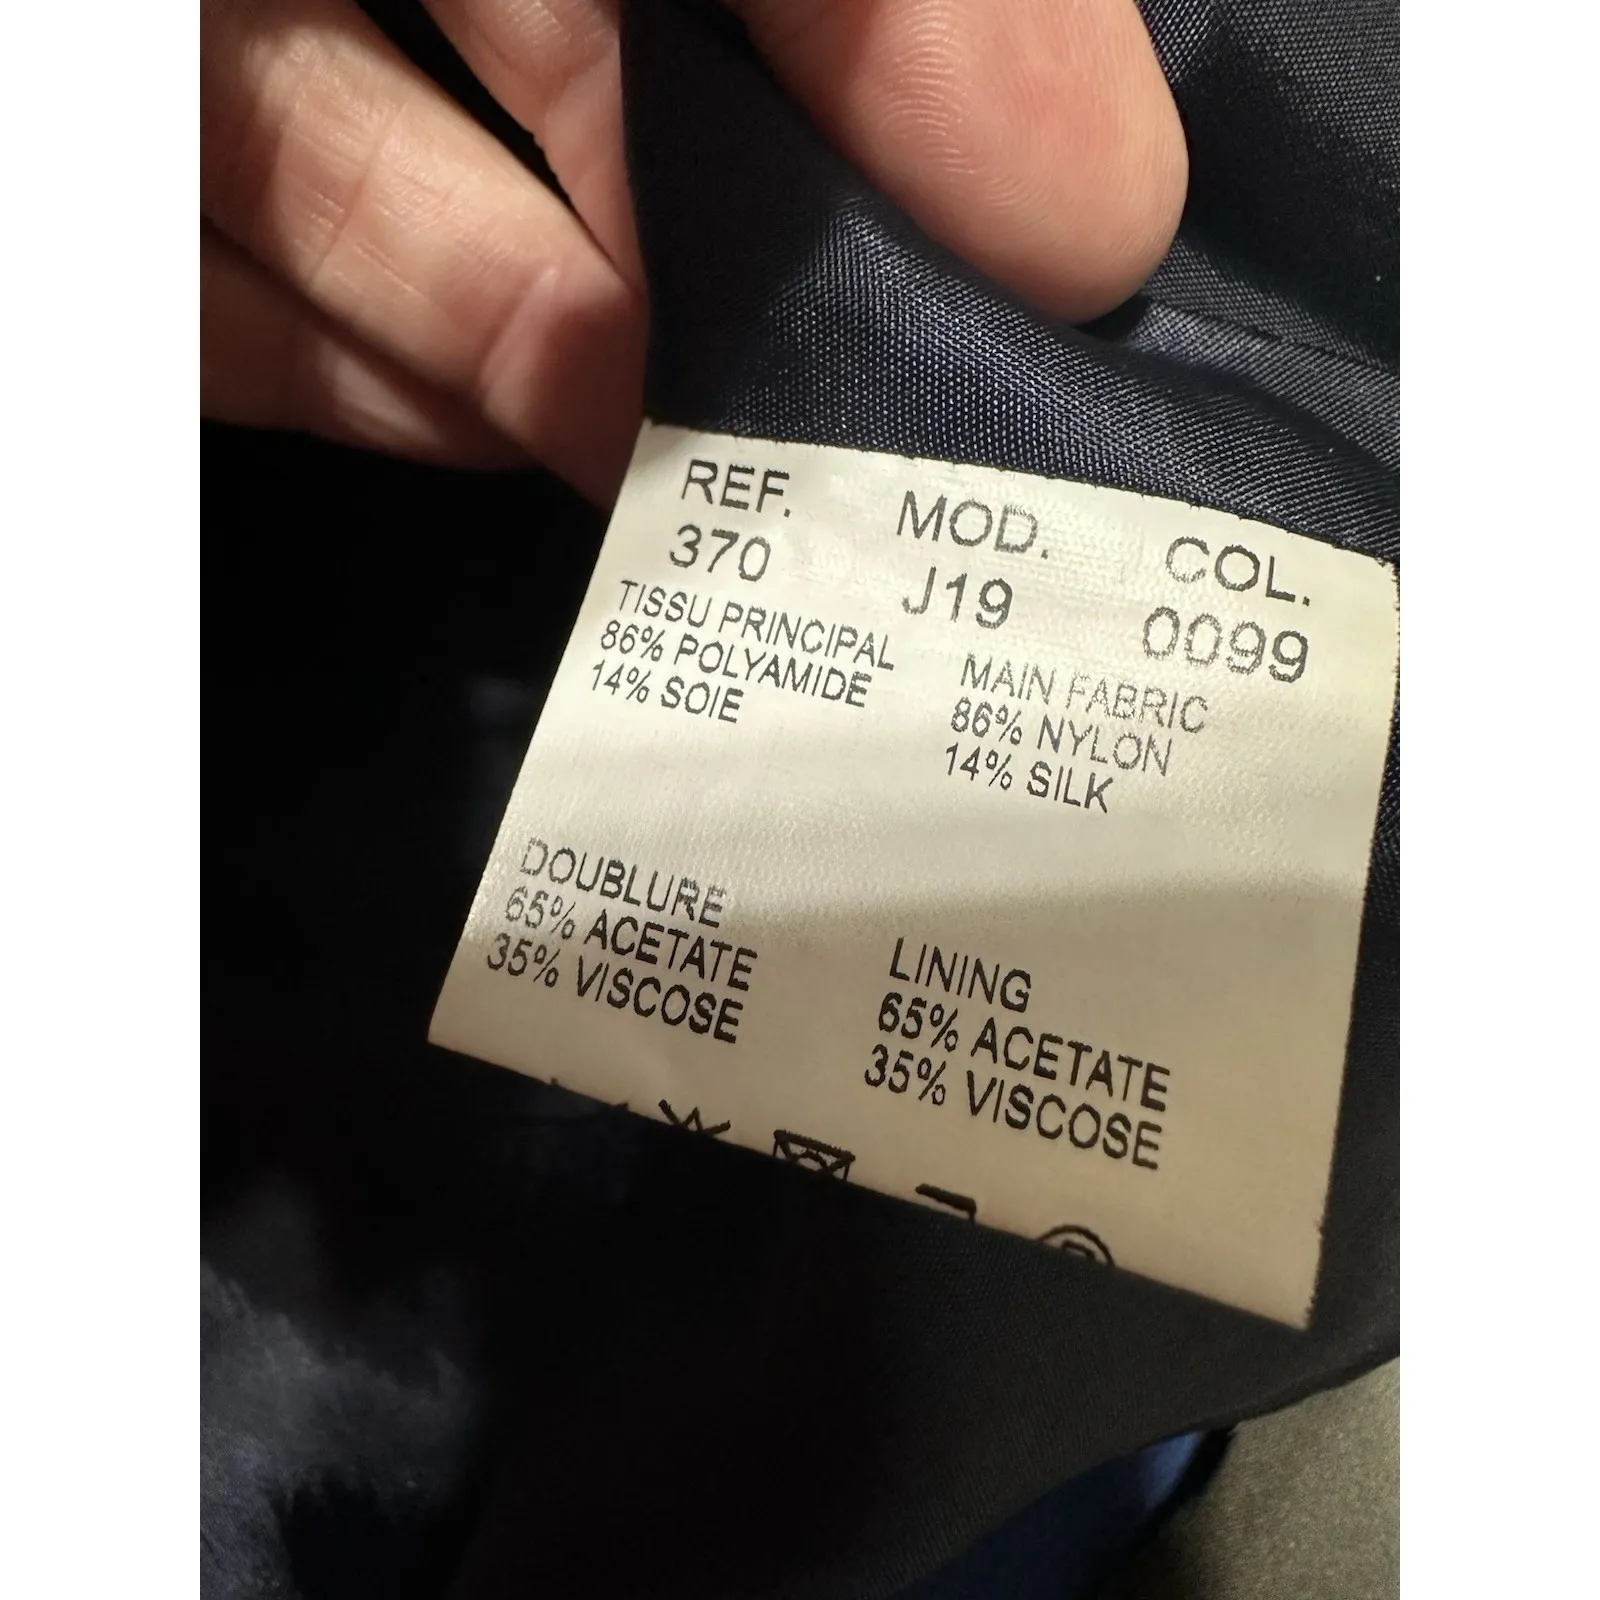 REF. MOD. COL.
370 J19 0099
TISSU PRINCIPAL
86% POLYAMIDE
14% SOIE
MAIN FABRIC
86% NYLON
14% SILK
DOUBLURE
65% ACETATE
35% VISCOSE
LINING
65% ACETATE
35% VISCOSE